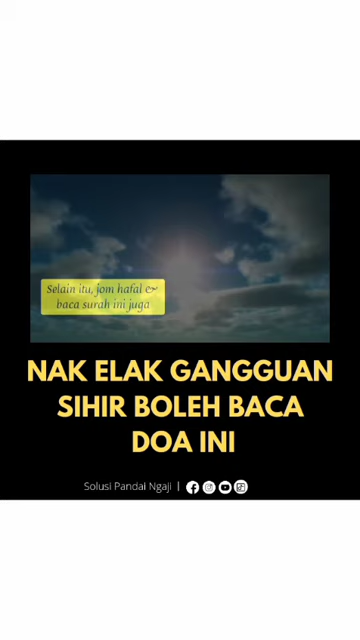 Selain itu, jom hafal &
baca surah ini juga
NAK ELAK GANGGUAN
SIHIR BOLEH BACA
DOA INI
Solusi Pandai Ngaji |